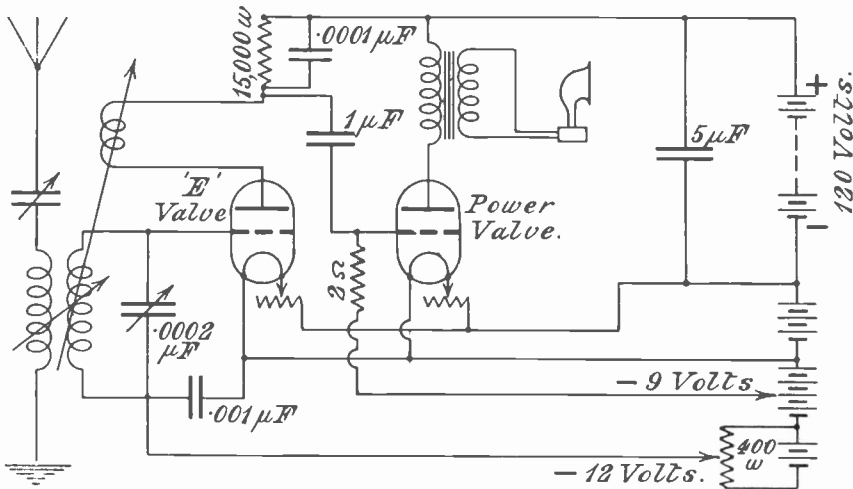 15,000 ω
.0001 µF
1 µF
5 µF
+
120 Volts.
-
'E'
Valve
Power
Valve.
2 Ω
.0002
µF
.001 µF
- 9 Volts
400
ω
- 12 Volts.